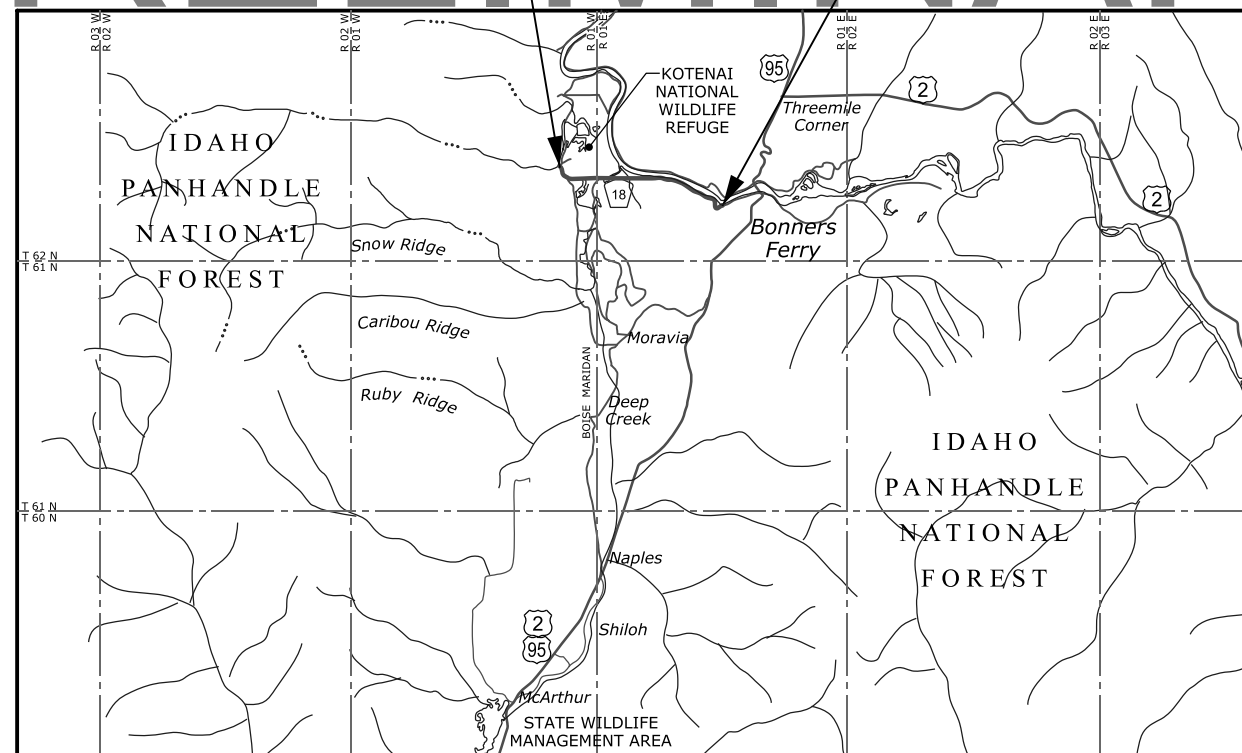 R 03 W
R 02 W
R 02 W
R 01 W
R 01 W
R 01 E
R 01 E
R 02 E
R 02 E
R 03 E
95
2
KOTENAI
NATIONAL
WILDLIFE
REFUGE
Threemile
Corner
IDAHO
PANHANDLE
NATIONAL
FOREST
18
2
Bonners
Ferry
Snow Ridge
T 62 N
T 61 N
Caribou Ridge
Moravia
BOISE MARIDAN
Ruby Ridge
Deep
Creek
IDAHO
PANHANDLE
NATIONAL
FOREST
T 61 N
T 60 N
Naples
2
95
Shiloh
McArthur
STATE WILDLIFE
MANAGEMENT AREA